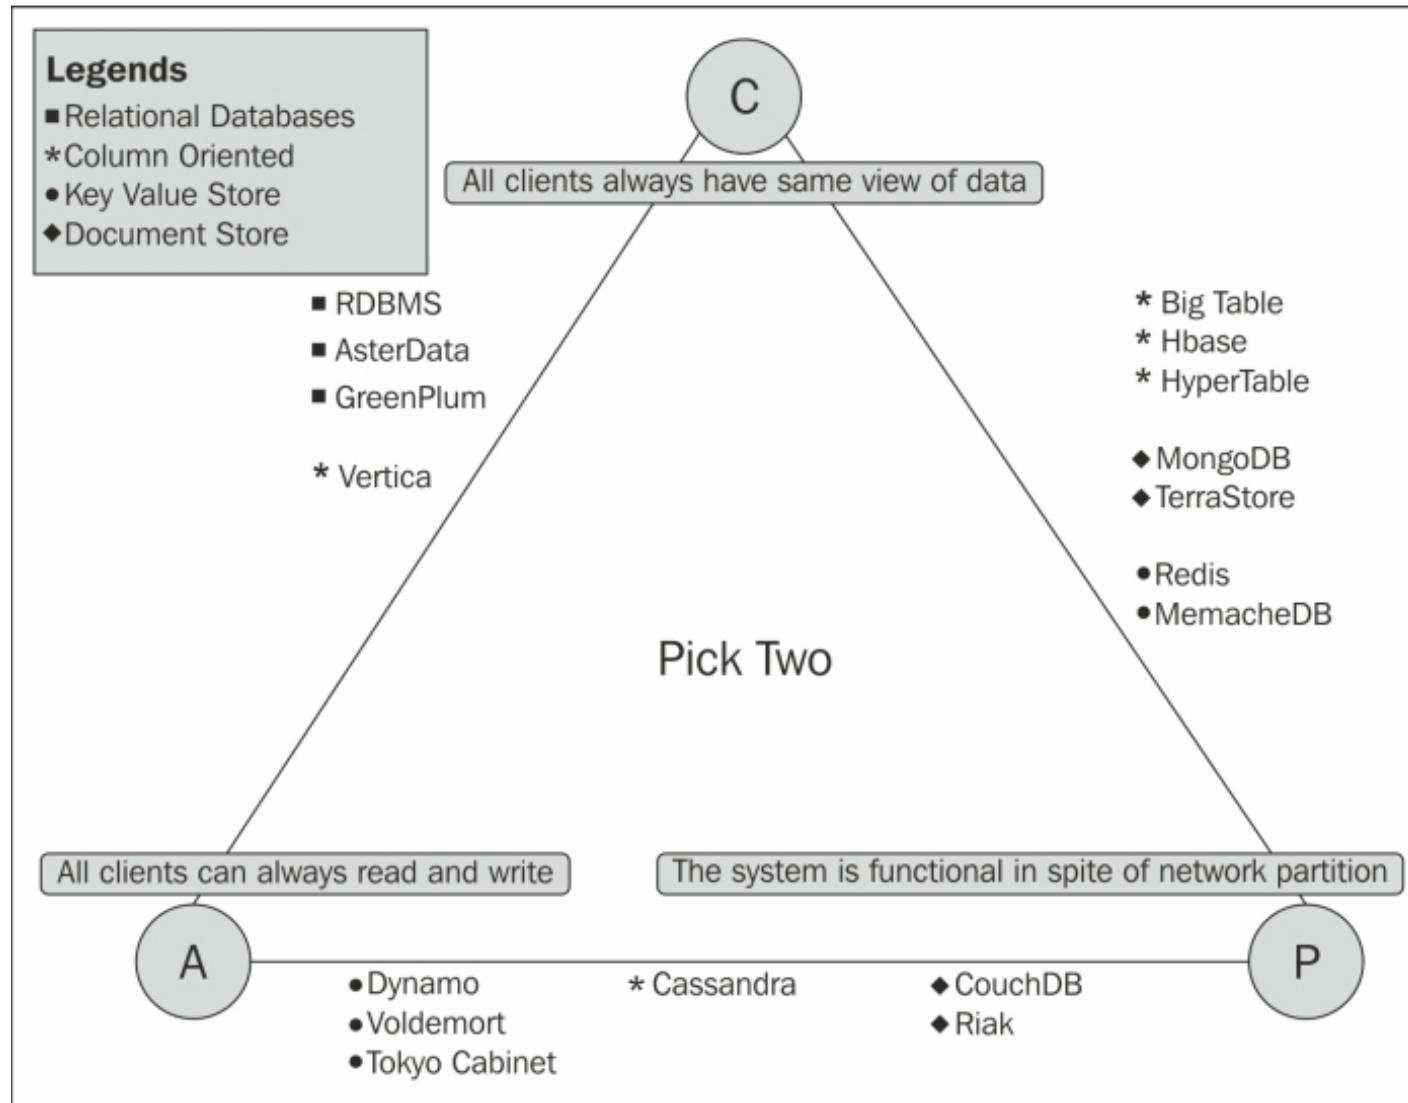 Legends
■ Relational Databases
* Column Oriented
● Key Value Store
◆ Document Store
C
All clients always have same view of data
■ RDBMS
■ AsterData
■ GreenPlum
* Vertica
* Big Table
* Hbase
* HyperTable
◆ MongoDB
◆ TerraStore
● Redis
● MemacheDB
Pick Two
All clients can always read and write
The system is functional in spite of network partition
A
P
● Dynamo
● Voldemort
● Tokyo Cabinet
* Cassandra
◆ CouchDB
◆ Riak